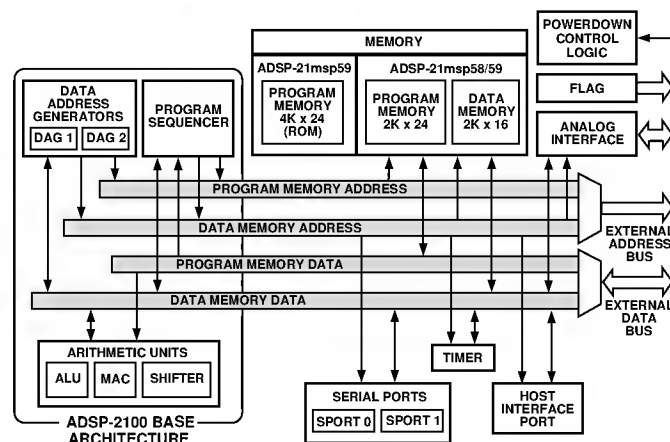 POWERDOWN
CONTROL
LOGIC
MEMORY
ADSP-21msp59
ADSP-21msp58/59
FLAG
DATA
ADDRESS
GENERATORS
DAG 1
DAG 2
PROGRAM
SEQUENCER
PROGRAM
MEMORY
4K x 24
(ROM)
PROGRAM
MEMORY
2K x 24
DATA
MEMORY
2K x 16
ANALOG
INTERFACE
PROGRAM MEMORY ADDRESS
DATA MEMORY ADDRESS
EXTERNAL
ADDRESS
BUS
PROGRAM MEMORY DATA
DATA MEMORY DATA
EXTERNAL
DATA
BUS
ARITHMETIC UNITS
ALU
MAC
SHIFTER
TIMER
SERIAL PORTS
SPORT 0
SPORT 1
HOST
INTERFACE
PORT
ADSP-2100 BASE
ARCHITECTURE